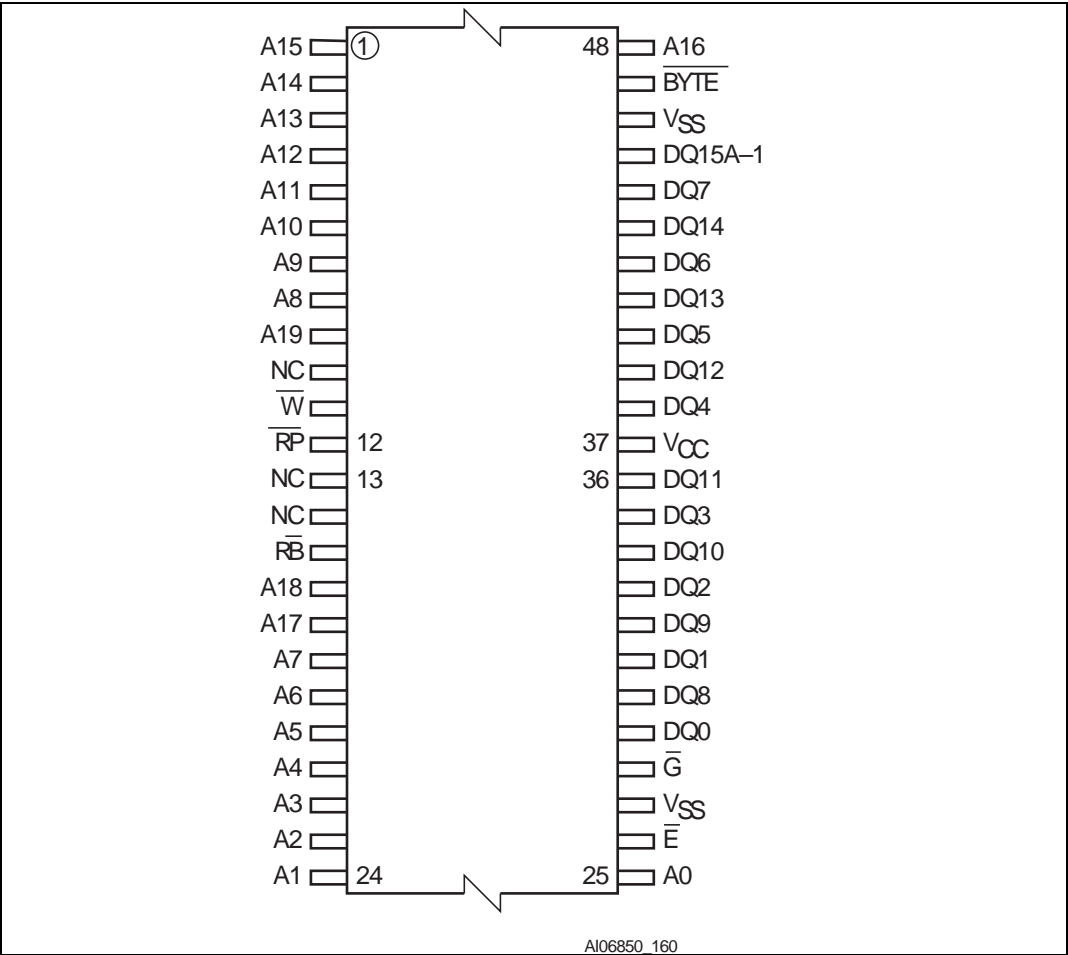 A15 1 48 A16
A14 B̅Y̅T̅E̅
A13 VSS
A12 DQ15A–1
A11 DQ7
A10 DQ14
A9 DQ6
A8 DQ13
A19 DQ5
NC DQ12
W̅ DQ4
R̅P̅ 12 37 VCC
NC 13 36 DQ11
NC DQ3
RB̅ DQ10
A18 DQ2
A17 DQ9
A7 DQ1
A6 DQ8
A5 DQ0
A4 G̅
A3 VSS
A2 E̅
A1 24 25 A0
AI06850_160